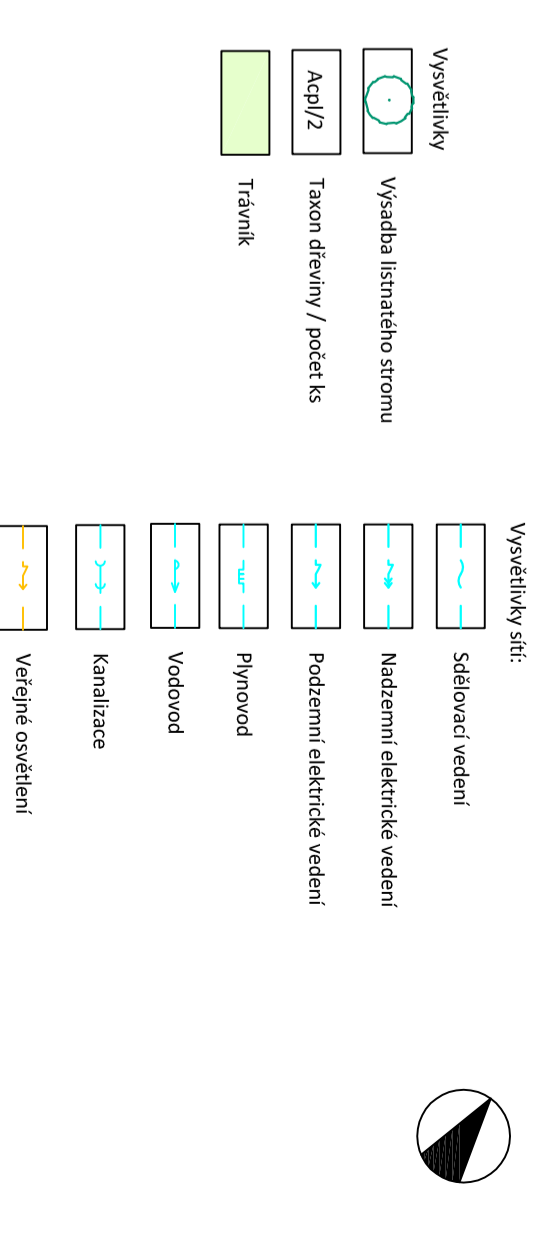 Vysvětlivky
Výsadba listnatého stromu
Acpl/2
Taxon dřeviny / počet ks
Trávník
Vysvětlivky sítí:
Sdělovací vedení
Nadzemní elektrické vedení
Podzemní elektrické vedení
Plynovod
Vodovod
Kanalizace
Veřejné osvětlení